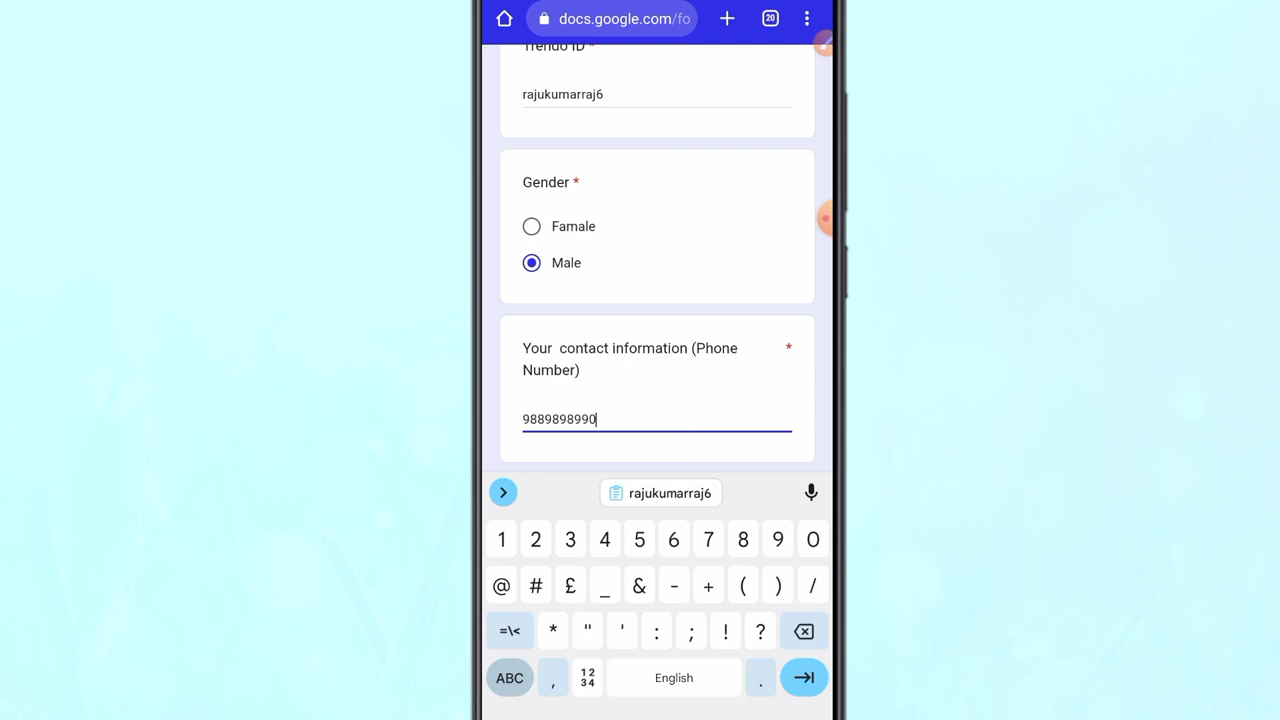 docs.google.com/fo
20
Trendo ID *
rajukumarraj6
Gender *
Famale
Male
Your contact information (Phone *
Number)
9889898990
rajukumarraj6
1 2 3 4 5 6 7 8 9 0
@ # £ _ & - + ( ) /
=\< * " ' : ; ! ?
ABC , 12 English .
34